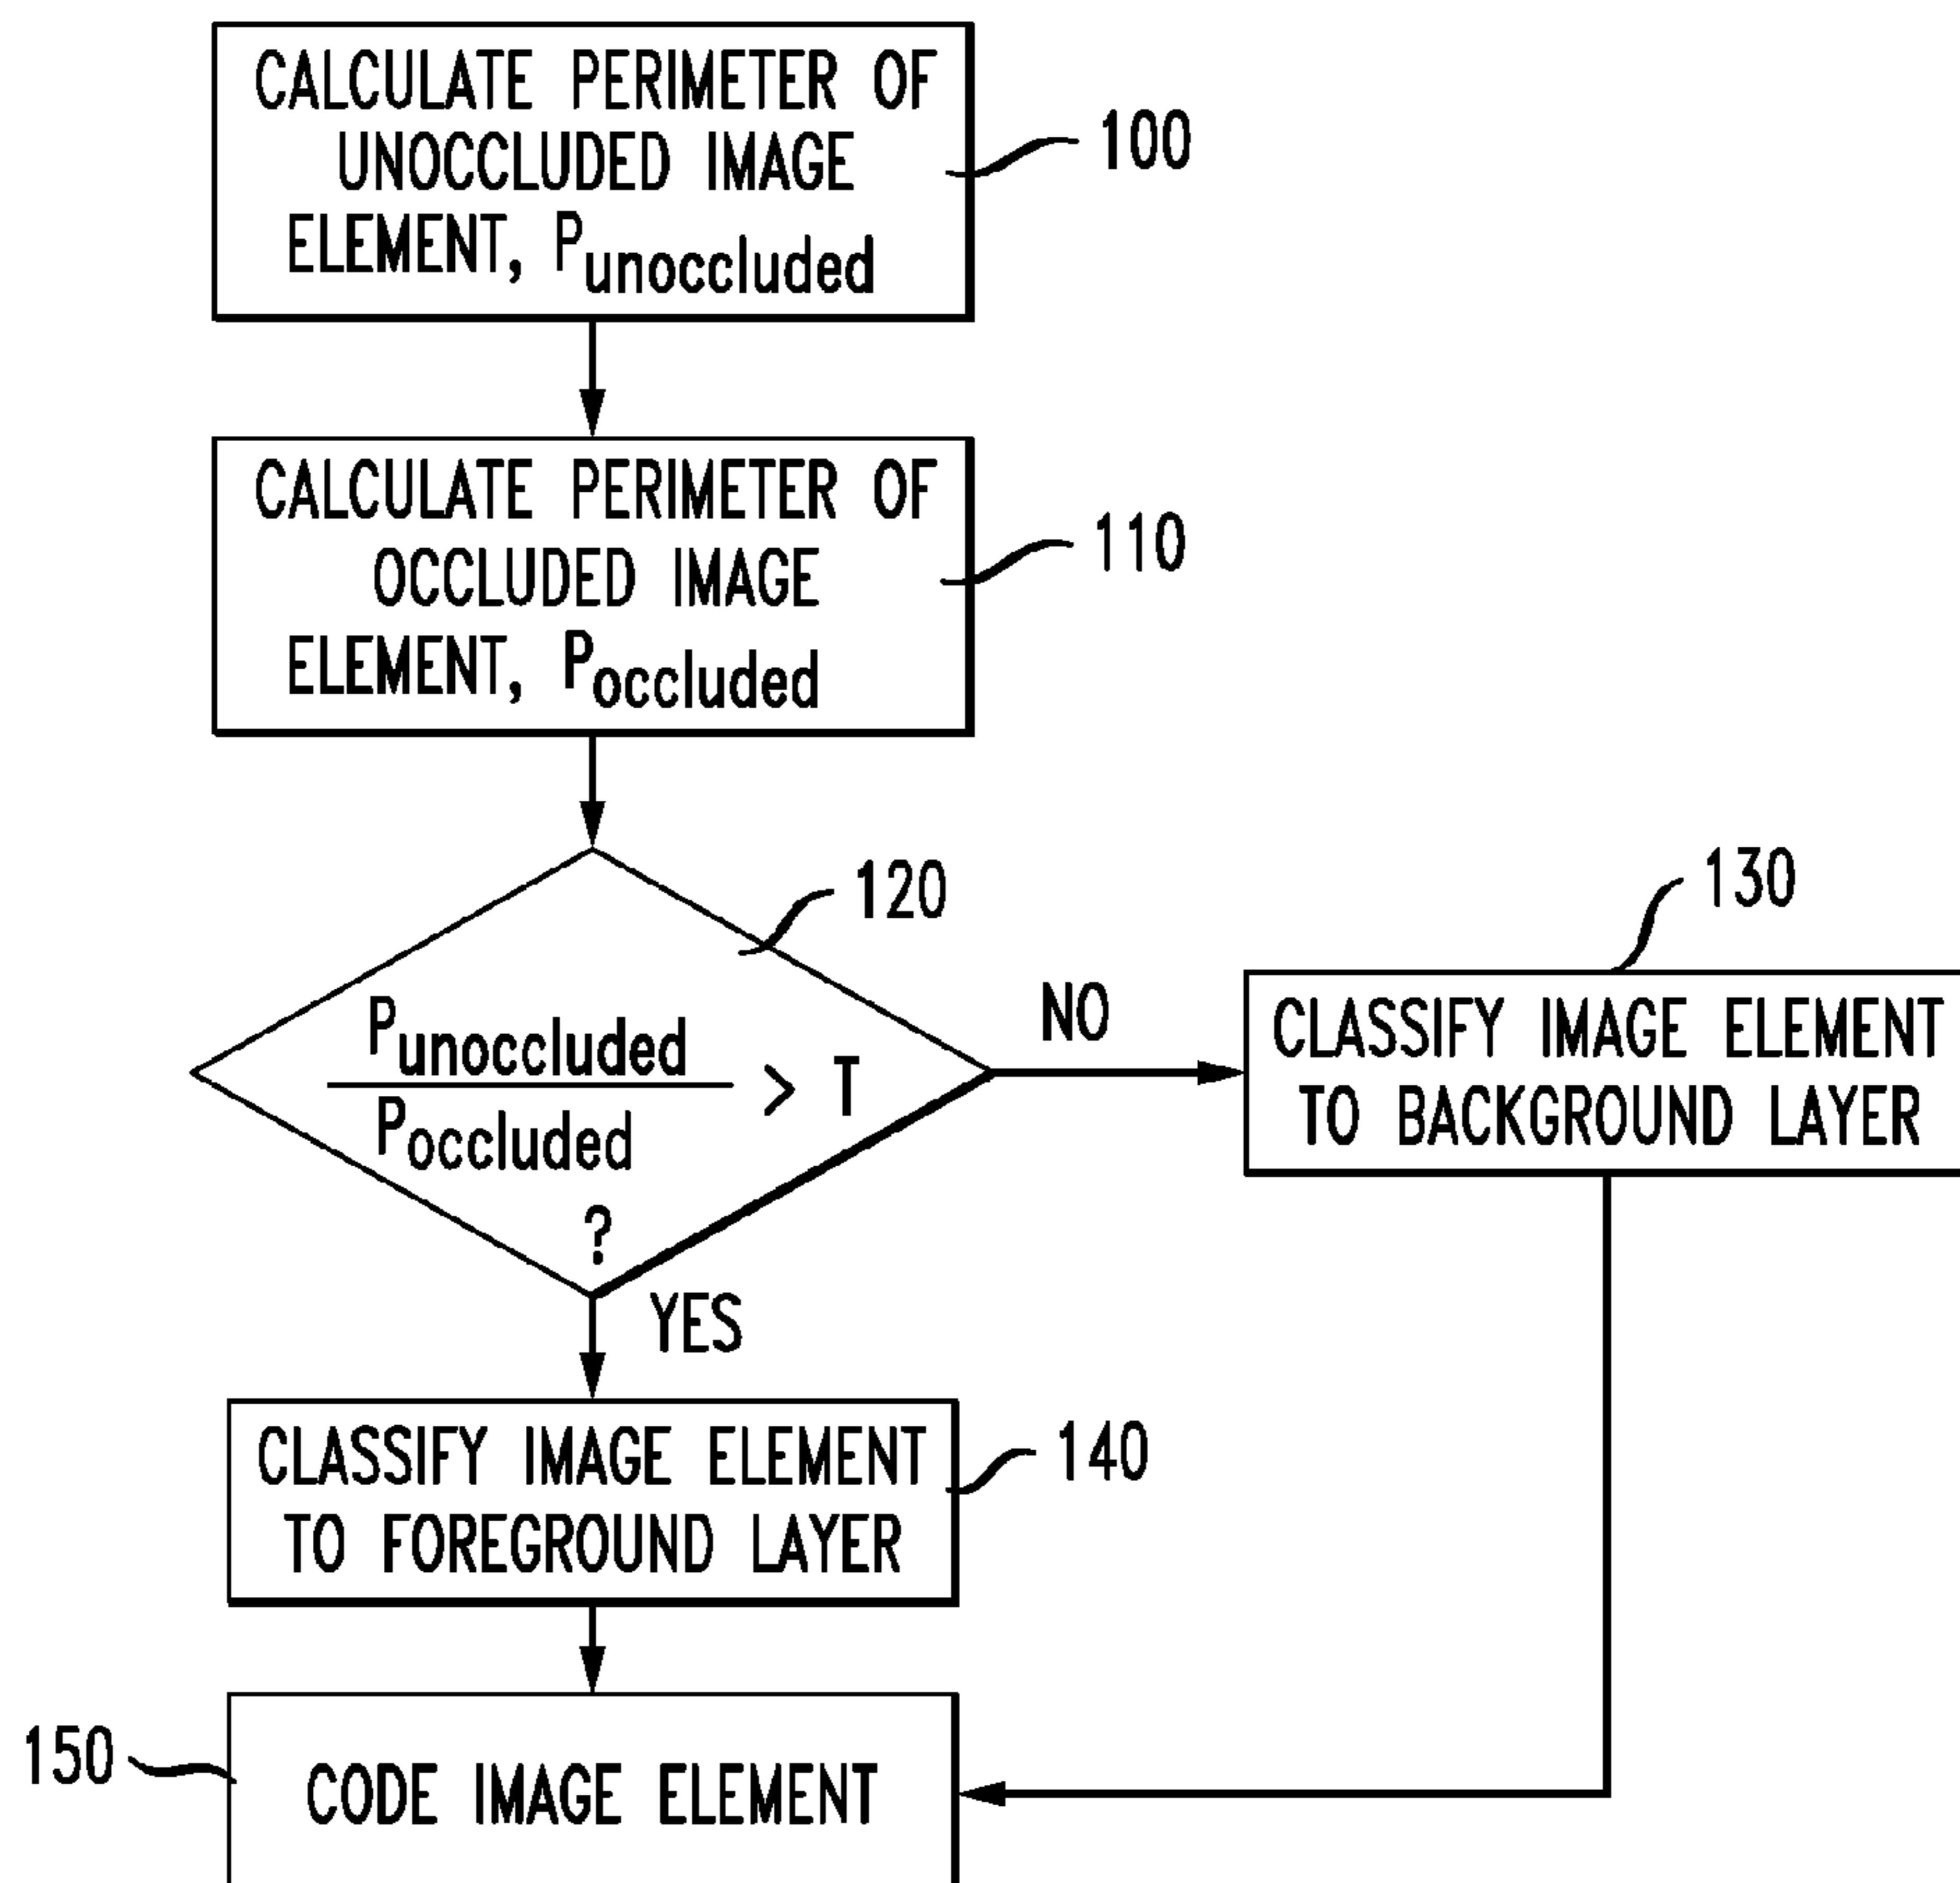 CALCULATE PERIMETER OF
UNOCCLUDED IMAGE
ELEMENT, Punoccluded
100
CALCULATE PERIMETER OF
OCCLUDED IMAGE
ELEMENT, Poccluded
110
120
Punoccluded
Poccluded
> T
?
NO
YES
130
CLASSIFY IMAGE ELEMENT
TO BACKGROUND LAYER
CLASSIFY IMAGE ELEMENT
TO FOREGROUND LAYER
140
150
CODE IMAGE ELEMENT